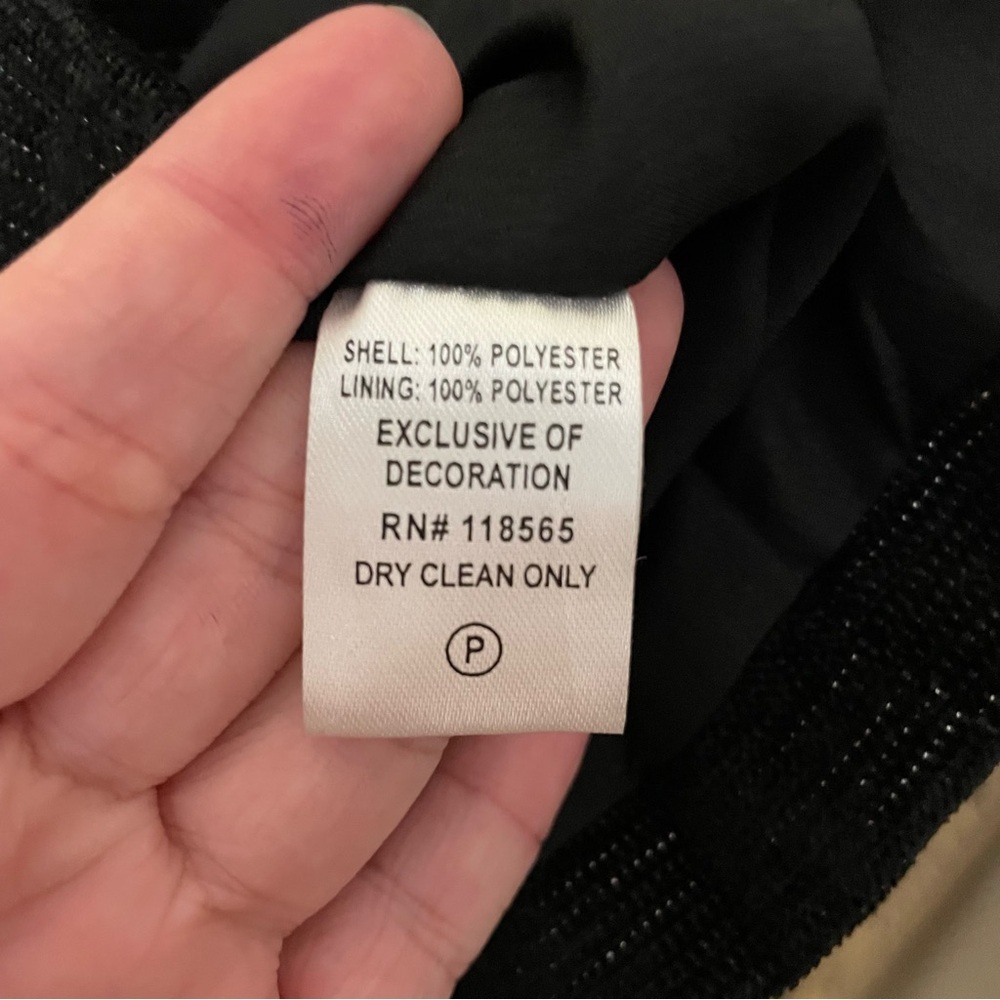 SHELL: 100% POLYESTER
LINING: 100% POLYESTER
EXCLUSIVE OF
DECORATION
RN# 118565
DRY CLEAN ONLY
P